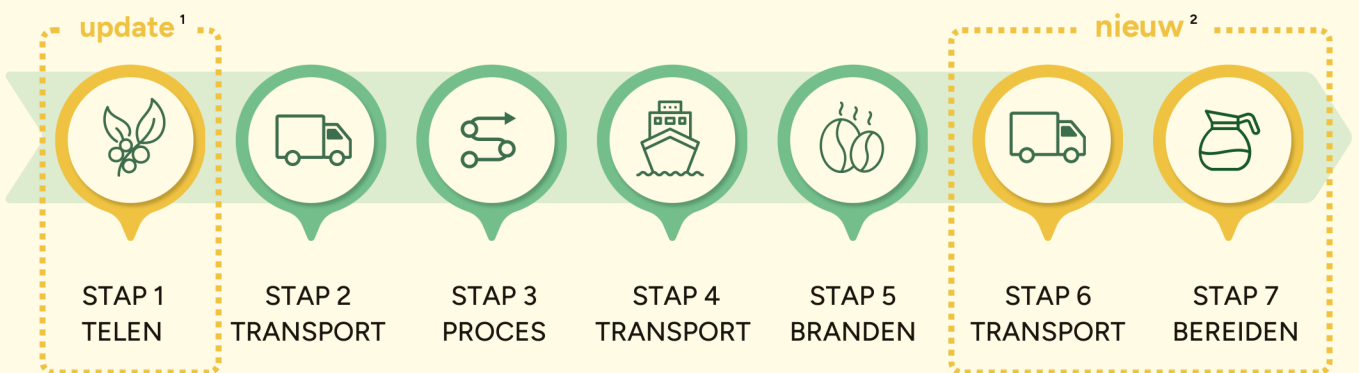 update ¹
nieuw ²
STAP 1
TELEN
STAP 2
TRANSPORT
STAP 3
PROCES
STAP 4
TRANSPORT
STAP 5
BRANDEN
STAP 6
TRANSPORT
STAP 7
BEREIDEN